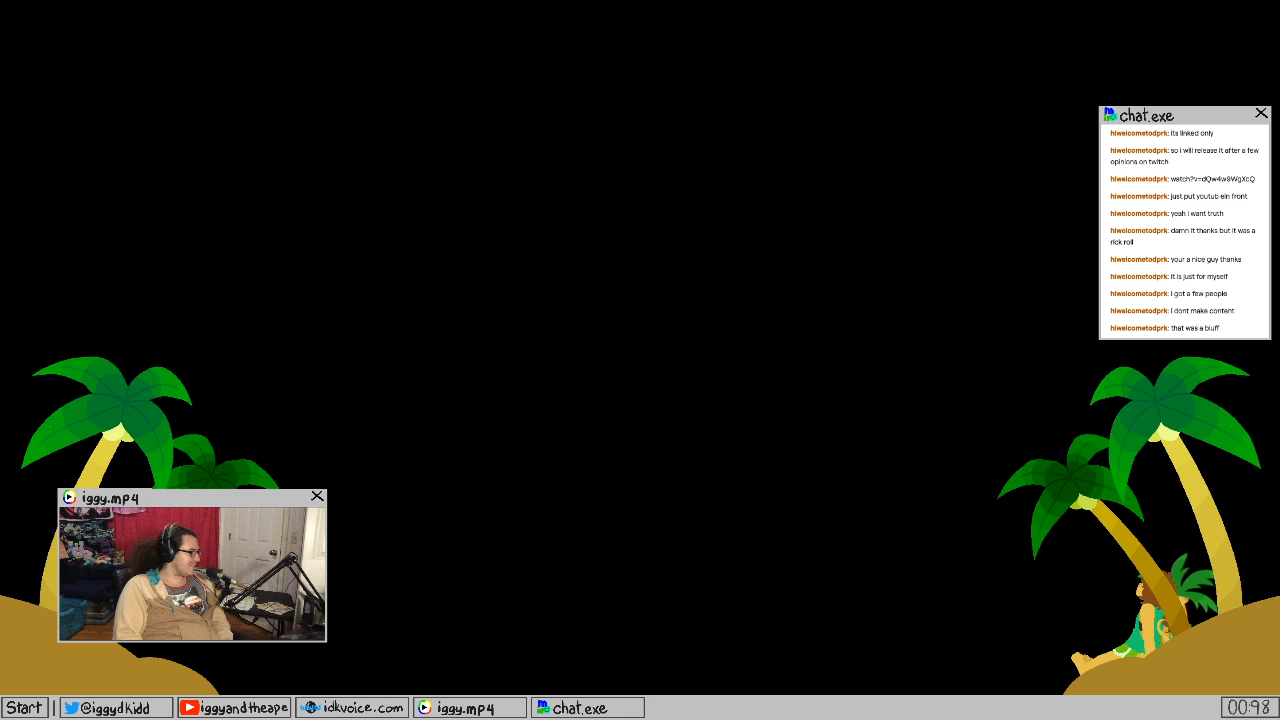 chat.exe
hiwelcometodprk: Its linked only
hiwelcometodprk: so i will release it after a few
opinions on twitch
hiwelcometodprk: watch?v=dQw4w9WgXcQ
hiwelcometodprk: just put youtub ein front
hiwelcometodprk: yeah i want truth
hiwelcometodprk: damn it thanks but it was a
rick roll
hiwelcometodprk: your a nice guy thanks
hiwelcometodprk: it is just for myself
hiwelcometodprk: I got a few people
hiwelcometodprk: I dont make content
hiwelcometodprk: that was a bluff
iggy.mp4
Start | @iggydkidd iggyandtheape idkvoice.com iggy.mp4 chat.exe 00:98